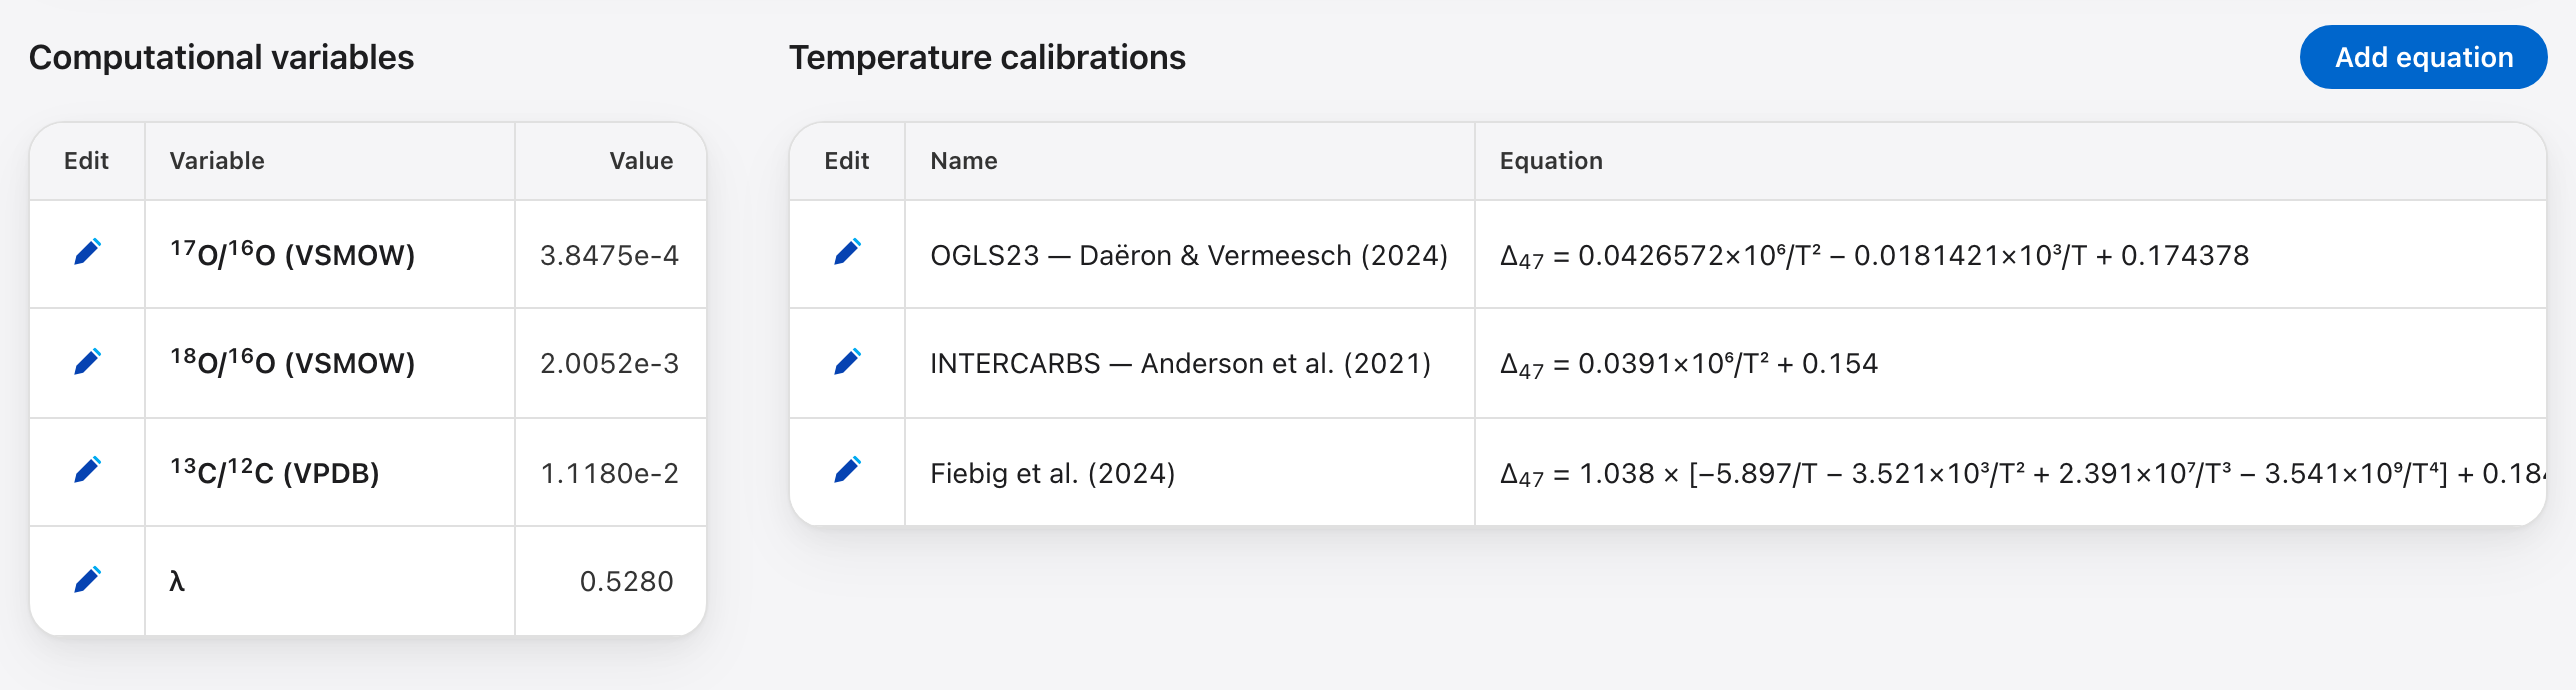 Computational variables
Edit Variable Value
¹⁷O/¹⁶O (VSMOW) 3.8475e-4
¹⁸O/¹⁶O (VSMOW) 2.0052e-3
¹³C/¹²C (VPDB) 1.1180e-2
λ 0.5280
Temperature calibrations
Add equation
Edit Name Equation
OGLS23 — Daëron & Vermeesch (2024) Δ₄₇ = 0.0426572×10⁶/T² − 0.0181421×10³/T + 0.174378
INTERCARBS — Anderson et al. (2021) Δ₄₇ = 0.0391×10⁶/T² + 0.154
Fiebig et al. (2024) Δ₄₇ = 1.038 × [−5.897/T − 3.521×10³/T² + 2.391×10⁷/T³ − 3.541×10⁹/T⁴] + 0.18